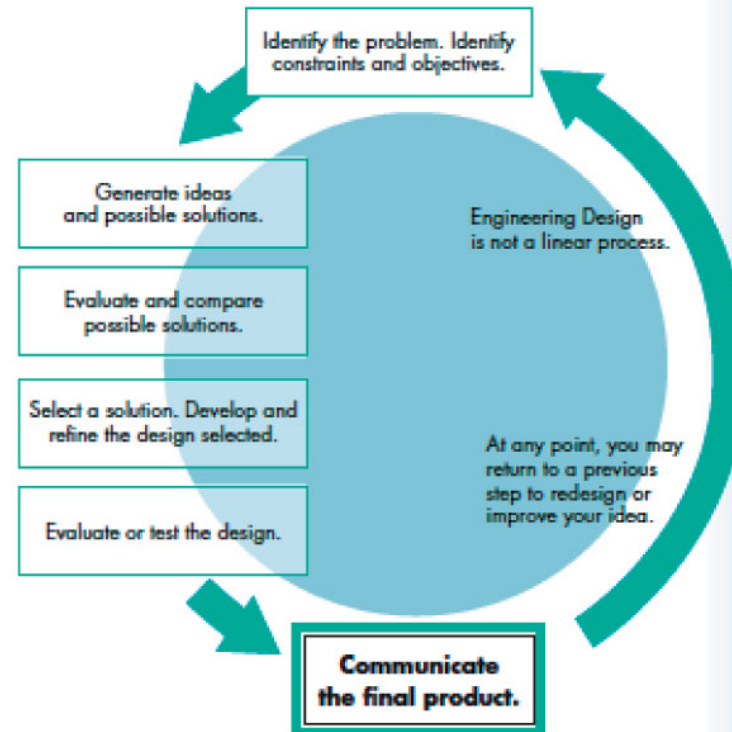 Identify the problem. Identify
constraints and objectives.
Generate ideas
and possible solutions.
Evaluate and compare
possible solutions.
Select a solution. Develop and
refine the design selected.
Evaluate or test the design.
Communicate
the final product.
Engineering Design
is not a linear process.
At any point, you may
return to a previous
step to redesign or
improve your idea.